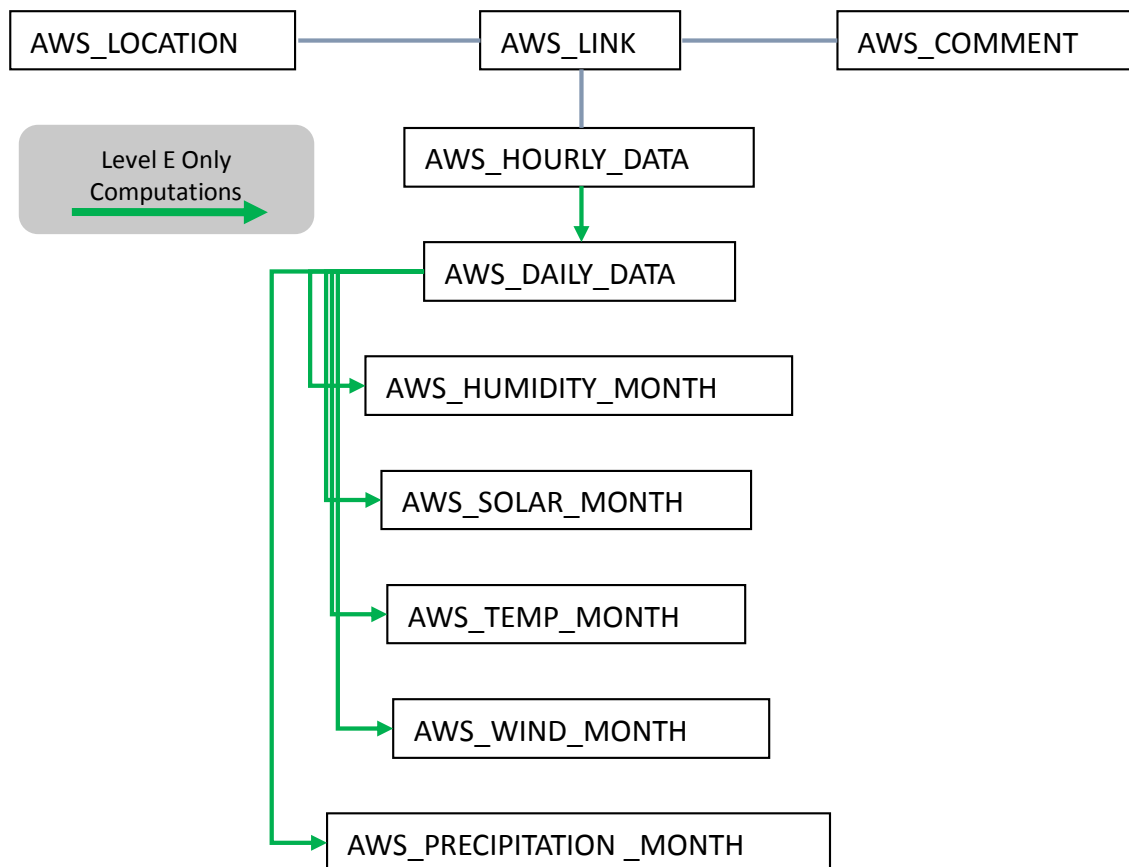 AWS_LOCATION
AWS_LINK
AWS_COMMENT
Level E Only
Computations
AWS_HOURLY_DATA
AWS_DAILY_DATA
AWS_HUMIDITY_MONTH
AWS_SOLAR_MONTH
AWS_TEMP_MONTH
AWS_WIND_MONTH
AWS_PRECIPITATION _MONTH